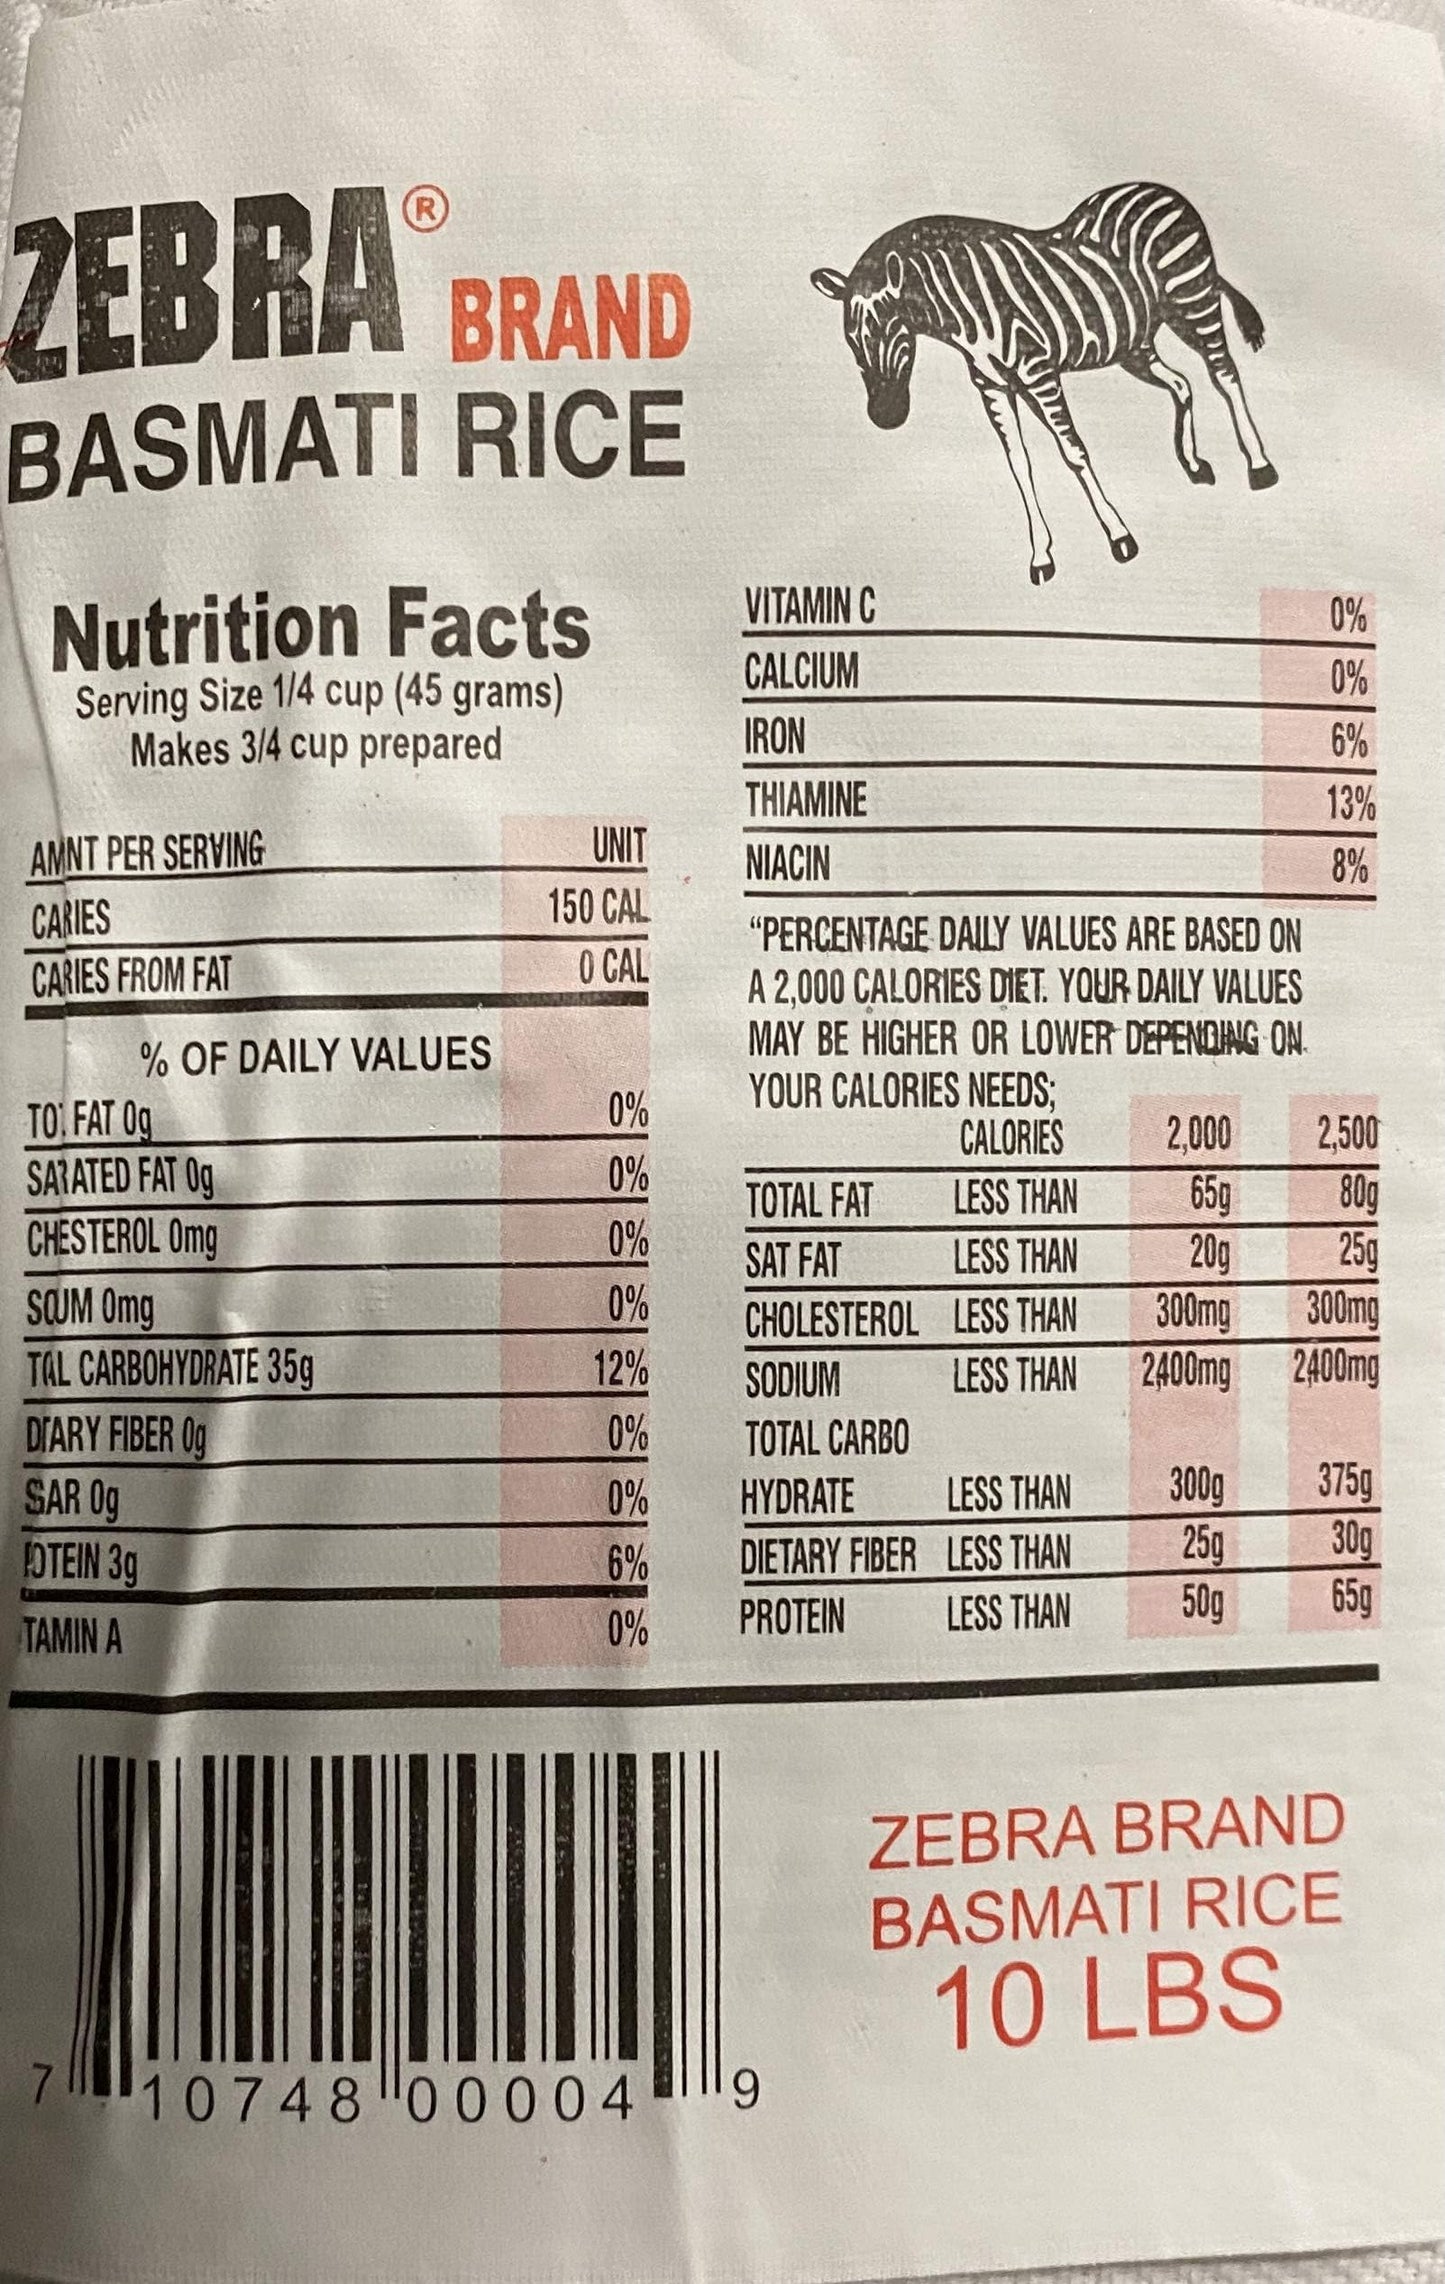 ZEBRA®
BRAND
BASMATI RICE
Nutrition Facts
Serving Size 1/4 cup (45 grams)
Makes 3/4 cup prepared
AMNT PER SERVING UNIT
CARIES 150 CAL
CARIES FROM FAT 0 CAL
% OF DAILY VALUES
FAT 0g 0%
FAT 0g 0%
0mg 0%
0mg 0%
CARBOHYDRATE 35g 12%
FIBER 0g 0%
SAR 0g 0%
3g 6%
TAMIN A 0%
VITAMIN C 0%
CALCIUM 0%
IRON 6%
THIAMINE 13%
NIACIN 8%
“PERCENTAGE DAILY VALUES ARE BASED ON
A 2,000 CALORIES DIET. YOUR DAILY VALUES
MAY BE HIGHER OR LOWER DEPENDING ON
YOUR CALORIES NEEDS;
CALORIES 2,000 2,500
TOTAL FAT LESS THAN 65g 80g
SAT FAT LESS THAN 20g 25g
CHOLESTEROL LESS THAN 300mg 300mg
SODIUM LESS THAN 2400mg 2400mg
TOTAL CARBO
HYDRATE LESS THAN 300g 375g
DIETARY FIBER LESS THAN 25g 30g
PROTEIN LESS THAN 50g 65g
7 10748 00004 9
ZEBRA BRAND
BASMATI RICE
10 LBS